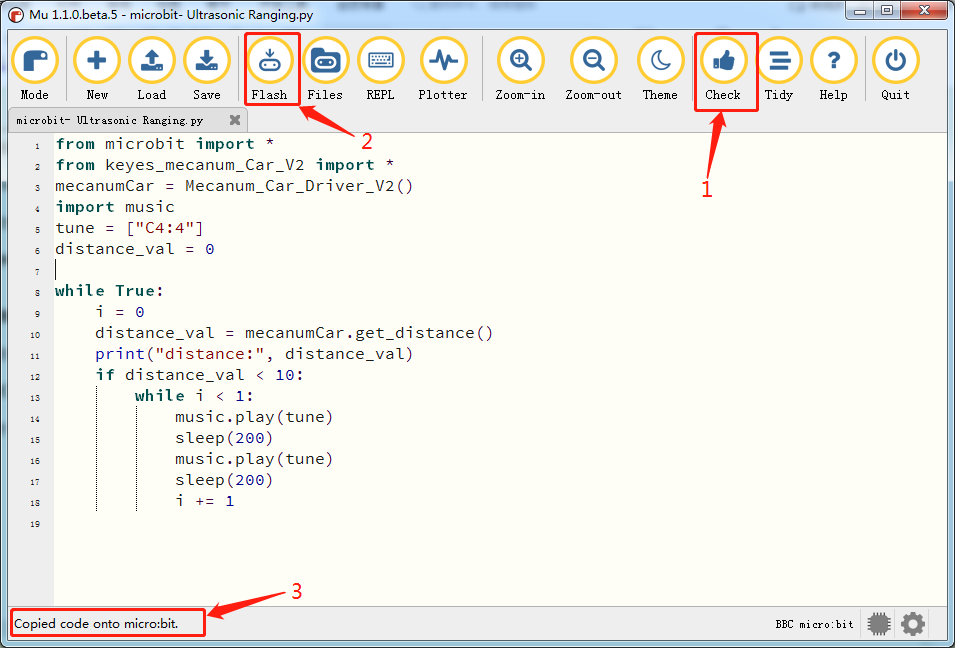 Mu 1.1.0.beta.5 - microbit- Ultrasonic Ranging.py
Mode New Load Save Flash Files REPL Plotter Zoom-in Zoom-out Theme Check Tidy Help Quit
microbit- Ultrasonic Ranging.py
2
1
1 from microbit import *
2 from keyes_mecanum_Car_V2 import *
3 mecanumCar = Mecanum_Car_Driver_V2()
4 import music
5 tune = ["C4:4"]
6 distance_val = 0
7
8 while True:
9     i = 0
10     distance_val = mecanumCar.get_distance()
11     print("distance:", distance_val)
12     if distance_val < 10:
13         while i < 1:
14             music.play(tune)
15             sleep(200)
16             music.play(tune)
17             sleep(200)
18             i += 1
19
3
Copied code onto micro:bit.
BBC micro:bit